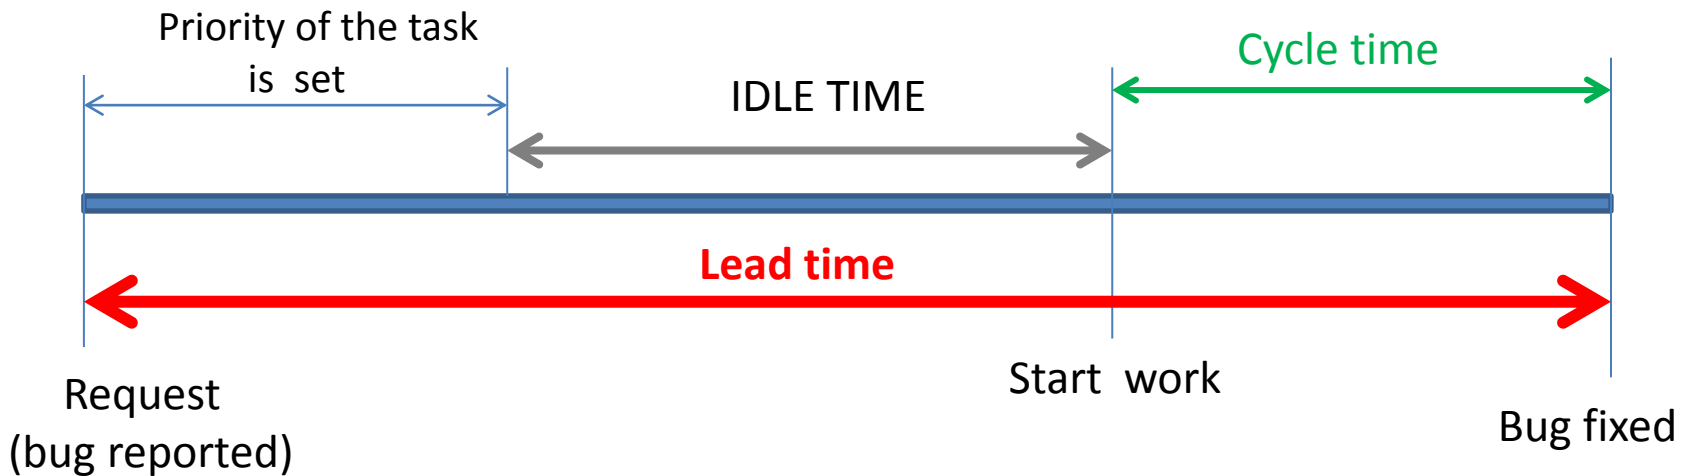 Priority of the task
is set
IDLE TIME
Cycle time
Lead time
Request
(bug reported)
Start work
Bug fixed